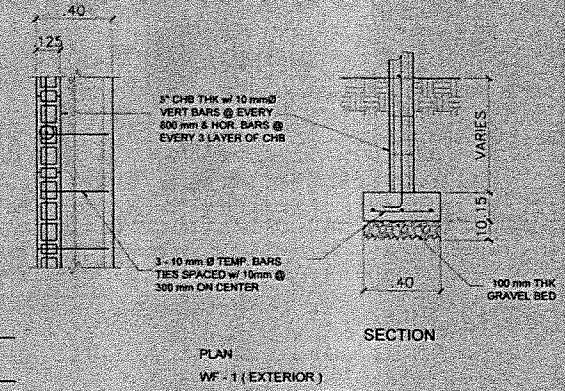 .40
.125
5" CHB THK w/ 10 mmØ
VERT BARS @ EVERY
600 mm & HOR. BARS @
EVERY 3 LAYER OF CHB
VARIES
.15
.10
3 - 10 mm Ø TEMP. BARS
TIES SPACED w/ 10mm @
300 mm ON CENTER
.40
100 mm THK
GRAVEL BED
SECTION
PLAN
WF - 1 ( EXTERIOR )